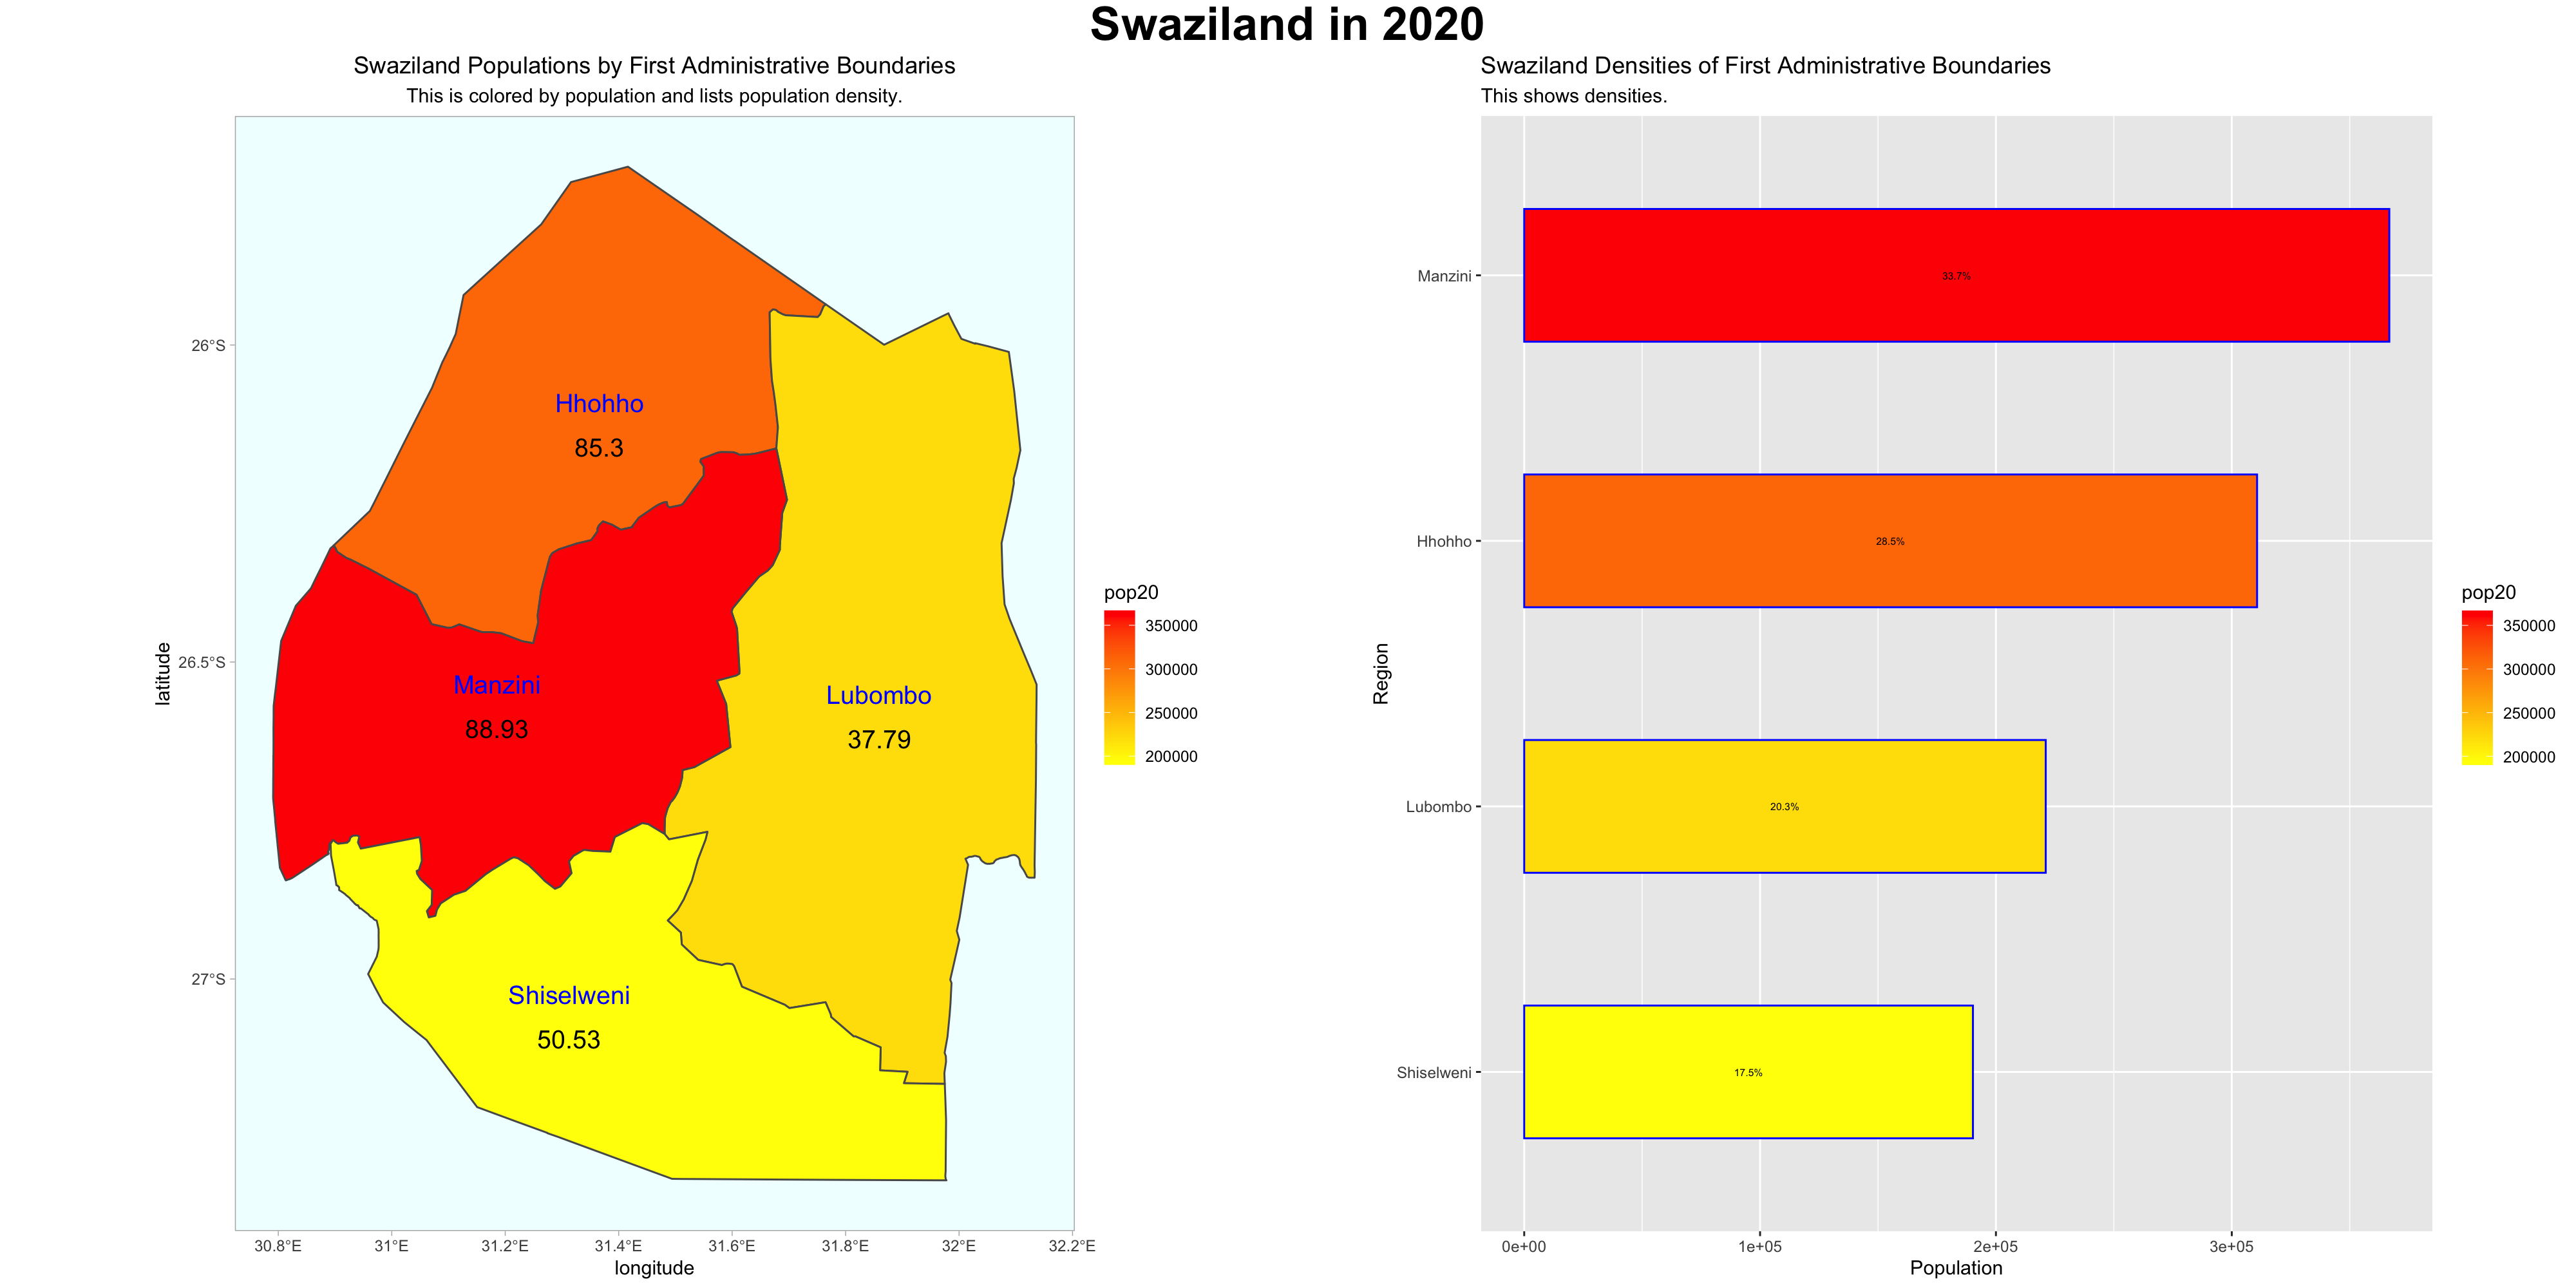 Swaziland in 2020
Swaziland Populations by First Administrative Boundaries
This is colored by population and lists population density.
latitude
26°S
26.5°S
27°S
Hhohho
85.3
Manzini
88.93
Lubombo
37.79
Shiselweni
50.53
30.8°E
31°E
31.2°E
31.4°E
31.6°E
31.8°E
32°E
32.2°E
longitude
pop20
350000
300000
250000
200000
Swaziland Densities of First Administrative Boundaries
This shows densities.
Region
Manzini
33.7%
Hhohho
28.5%
Lubombo
20.3%
Shiselweni
17.5%
0e+00
1e+05
2e+05
3e+05
Population
pop20
350000
300000
250000
200000